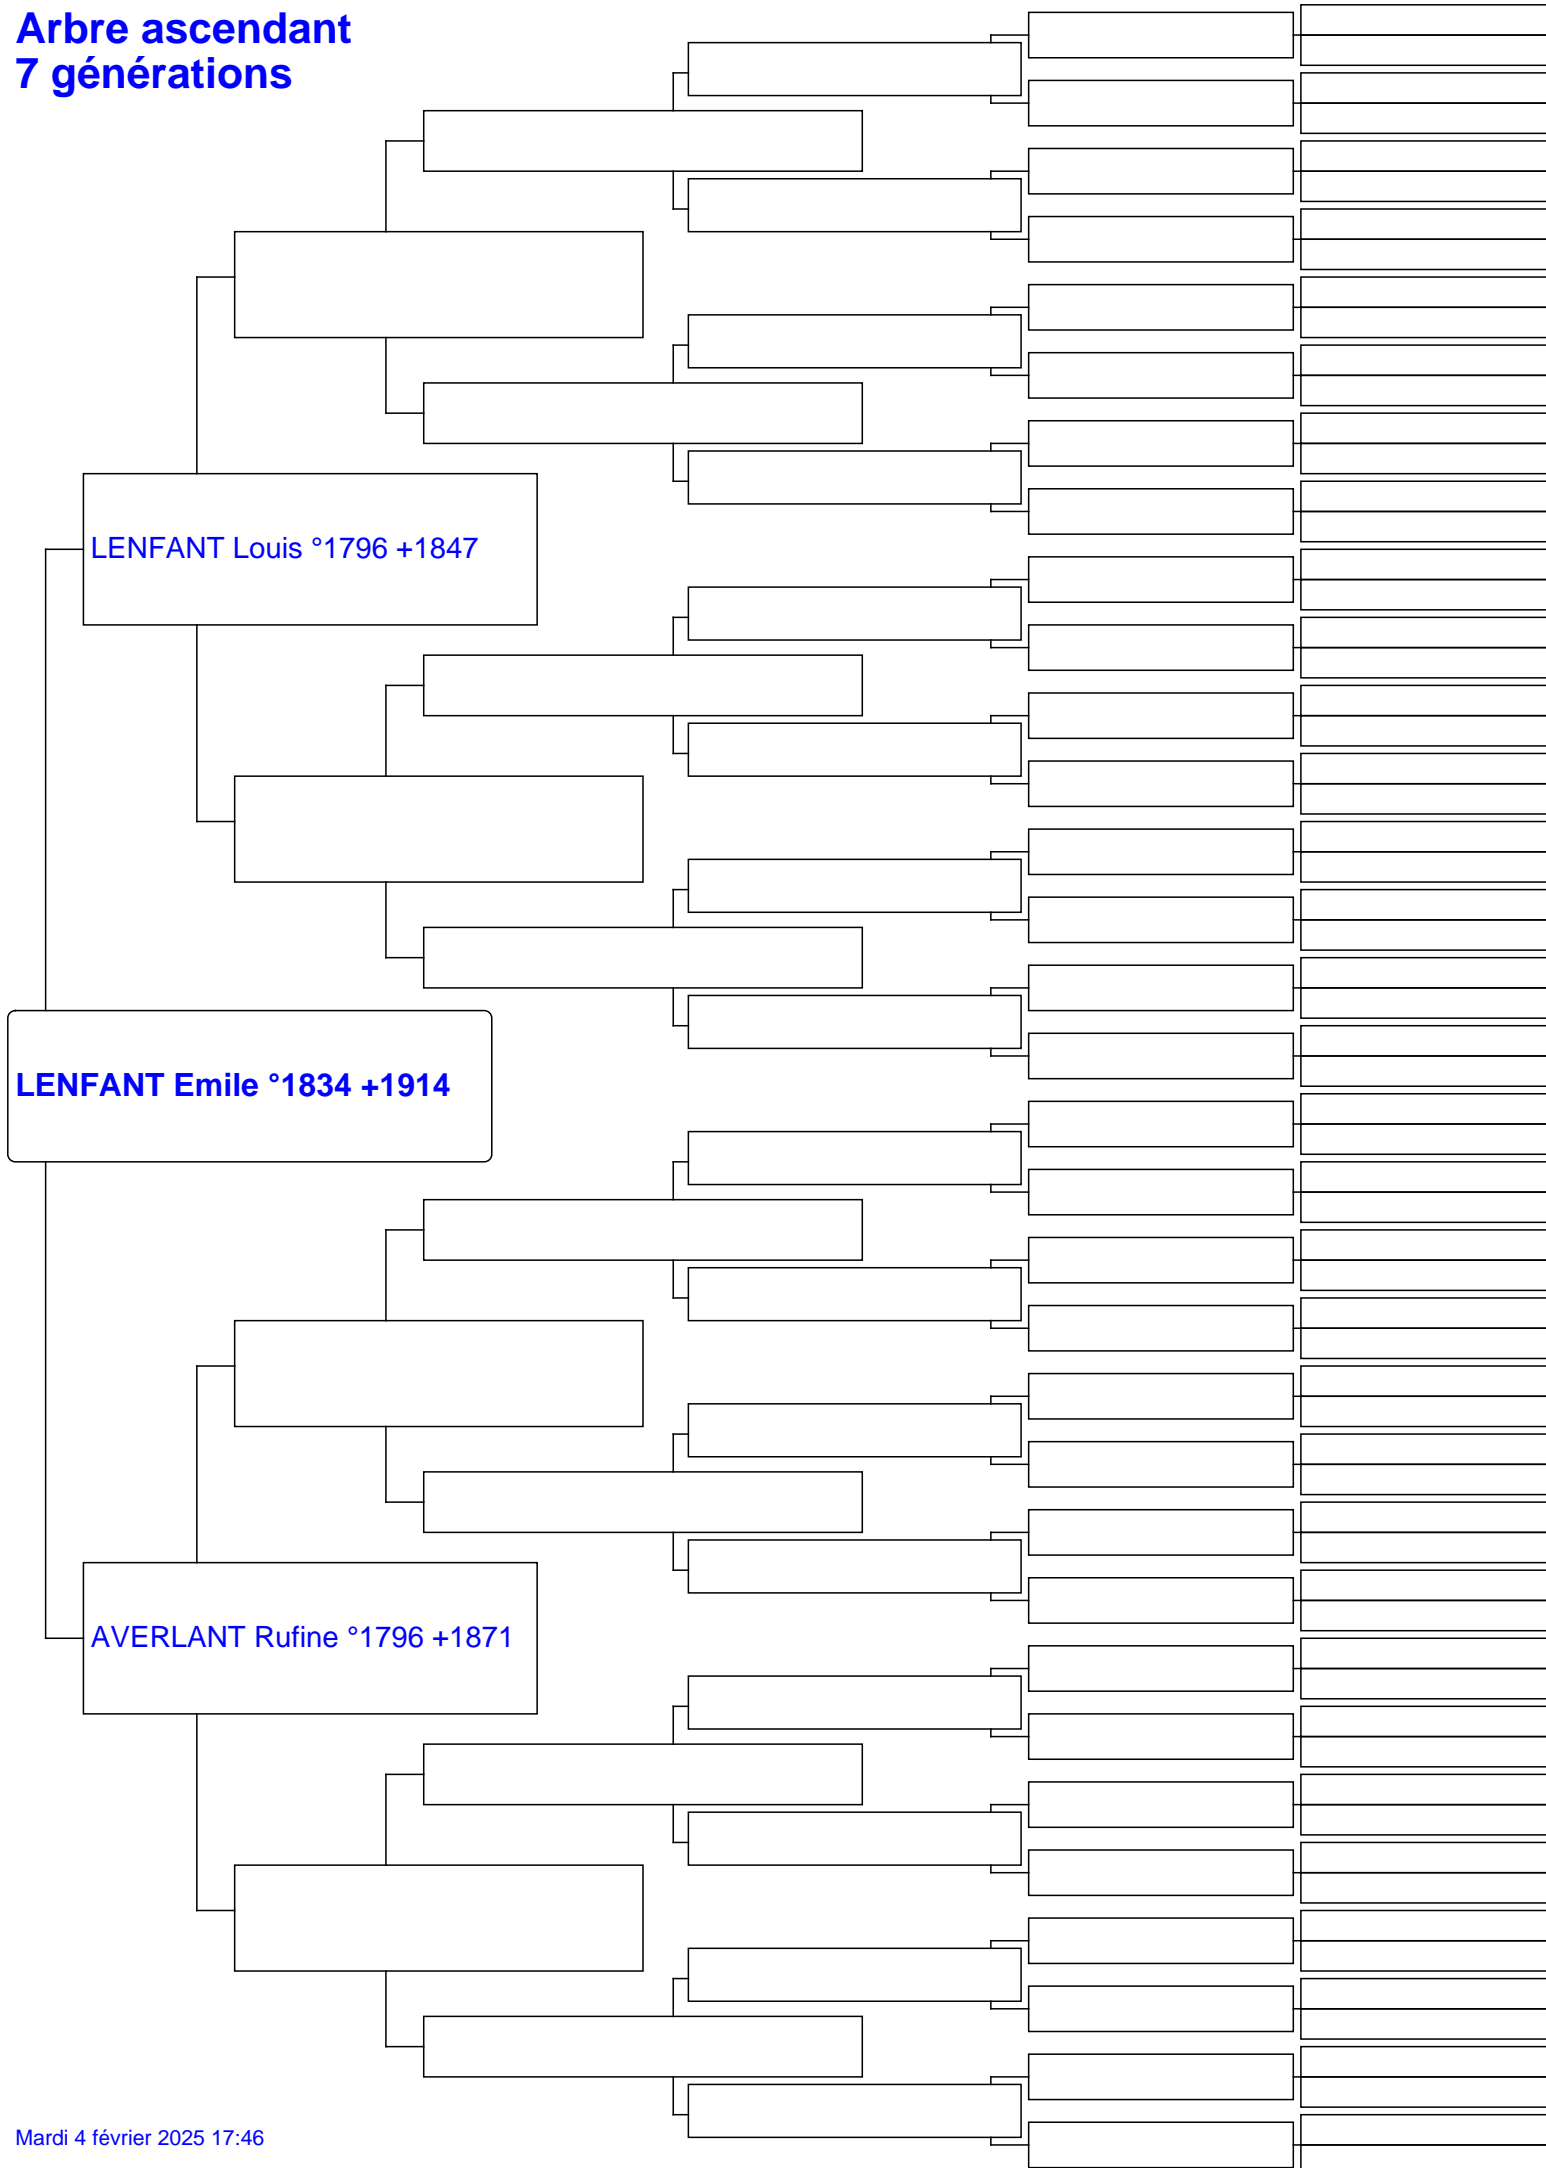 Arbre ascendant
7 générations
LENFANT Louis °1796 +1847
LENFANT Emile °1834 +1914
AVERLANT Rufine °1796 +1871
Mardi 4 février 2025 17:46